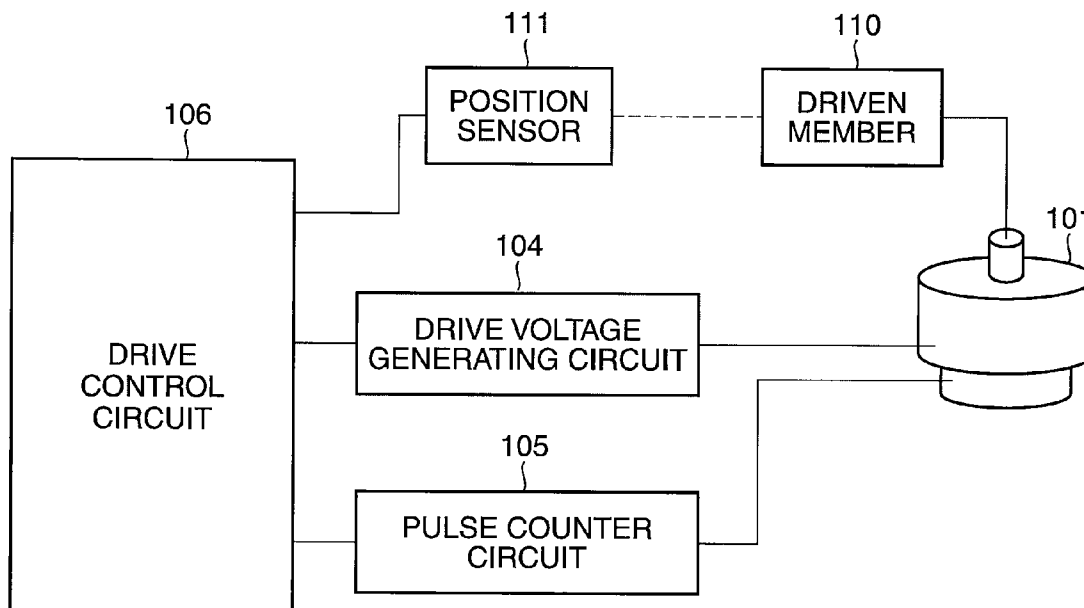 111
POSITION
SENSOR
110
DRIVEN
MEMBER
106
DRIVE
CONTROL
CIRCUIT
104
DRIVE VOLTAGE
GENERATING CIRCUIT
101
105
PULSE COUNTER
CIRCUIT